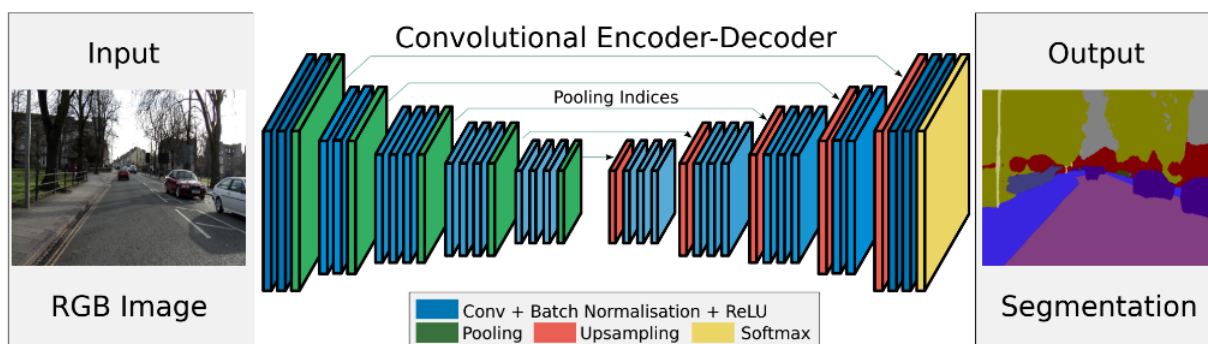 Input
RGB Image
Convolutional Encoder-Decoder
Pooling Indices
Conv + Batch Normalisation + ReLU
Pooling
Upsampling
Softmax
Output
Segmentation